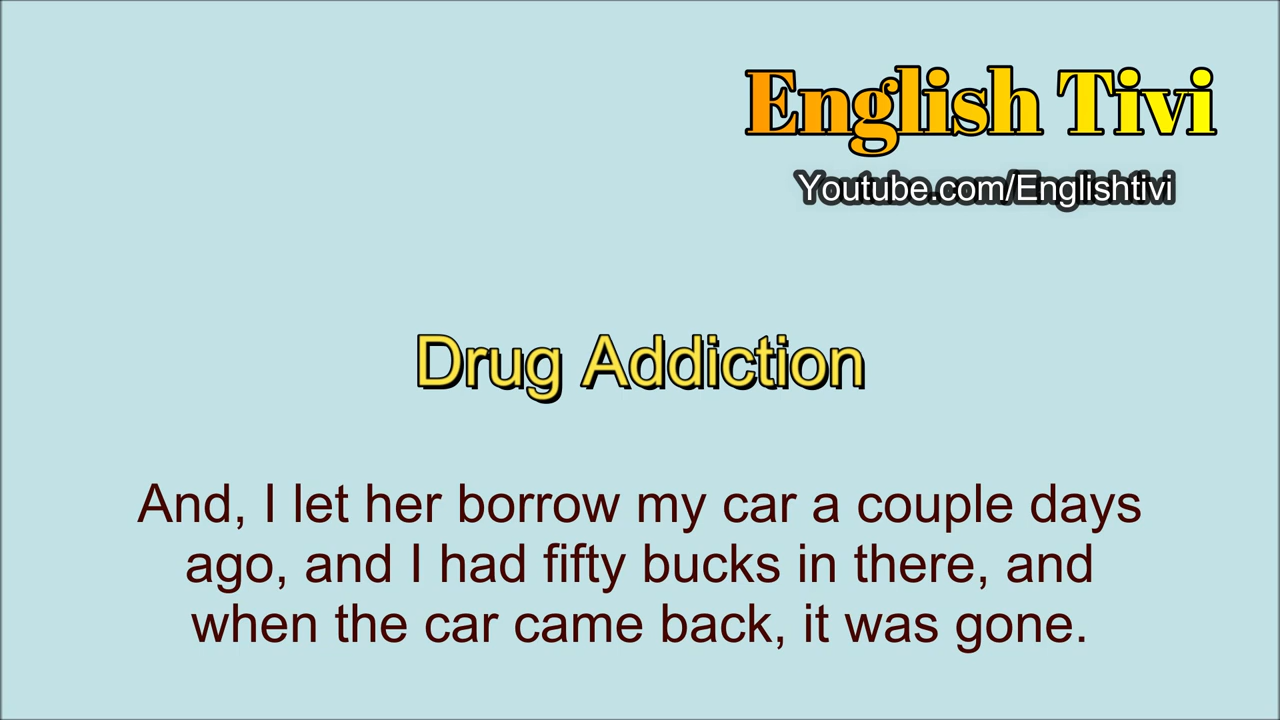 English Tivi
Youtube.com/Englishtivi
Drug Addiction
And, I let her borrow my car a couple days
ago, and I had fifty bucks in there, and
when the car came back, it was gone.